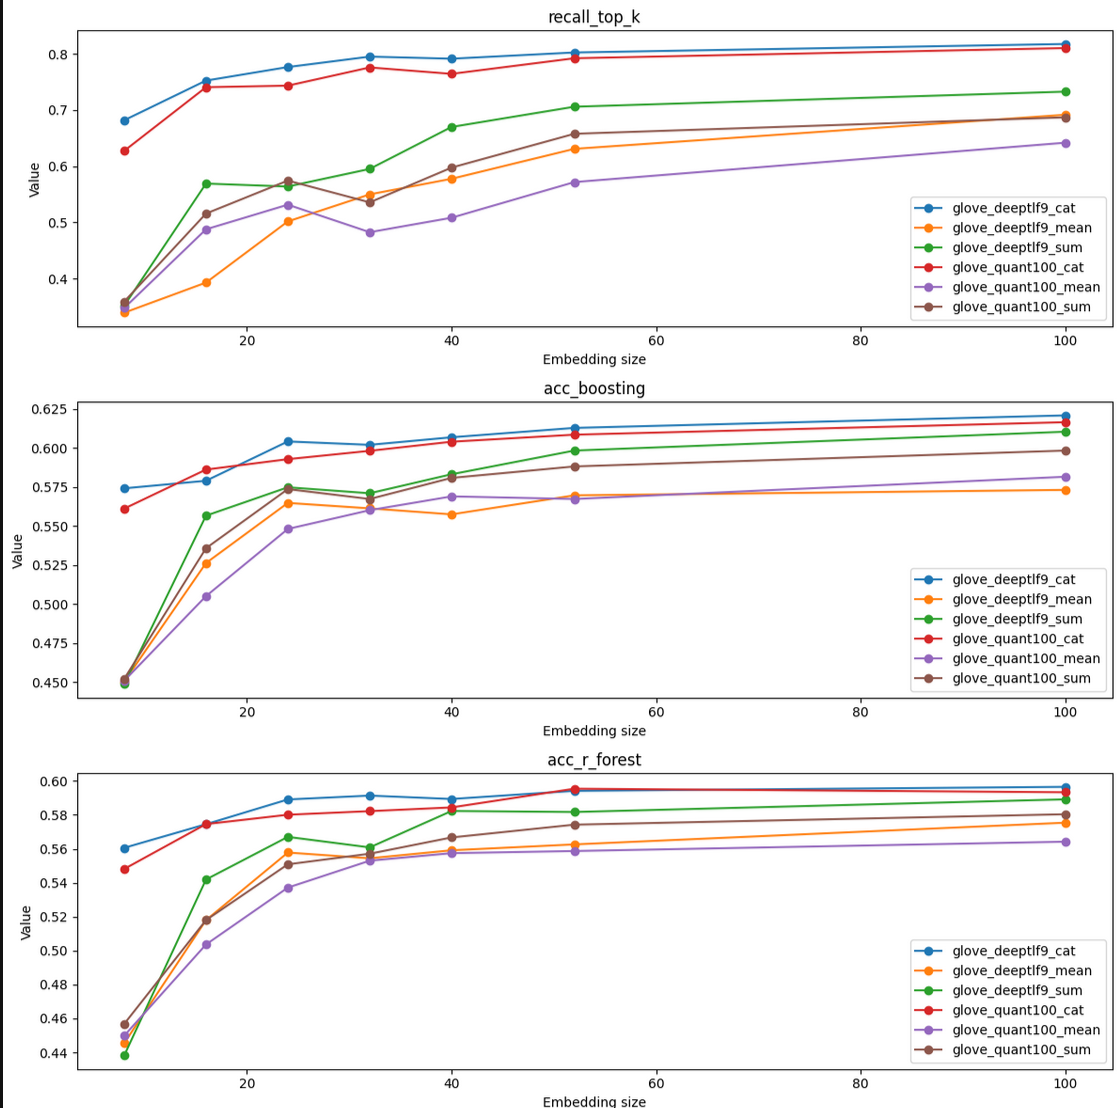 recall_top_k
0.8
0.7
0.6
0.5
0.4
Value
glove_deeptlf9_cat
glove_deeptlf9_mean
glove_deeptlf9_sum
glove_quant100_cat
glove_quant100_mean
glove_quant100_sum
20 40 60 80 100
Embedding size
acc_boosting
0.625
0.600
0.575
0.550
0.525
0.500
0.475
0.450
Value
glove_deeptlf9_cat
glove_deeptlf9_mean
glove_deeptlf9_sum
glove_quant100_cat
glove_quant100_mean
glove_quant100_sum
20 40 60 80 100
Embedding size
acc_r_forest
0.60
0.58
0.56
0.54
0.52
0.50
0.48
0.46
0.44
Value
glove_deeptlf9_cat
glove_deeptlf9_mean
glove_deeptlf9_sum
glove_quant100_cat
glove_quant100_mean
glove_quant100_sum
20 40 60 80 100
Embedding size